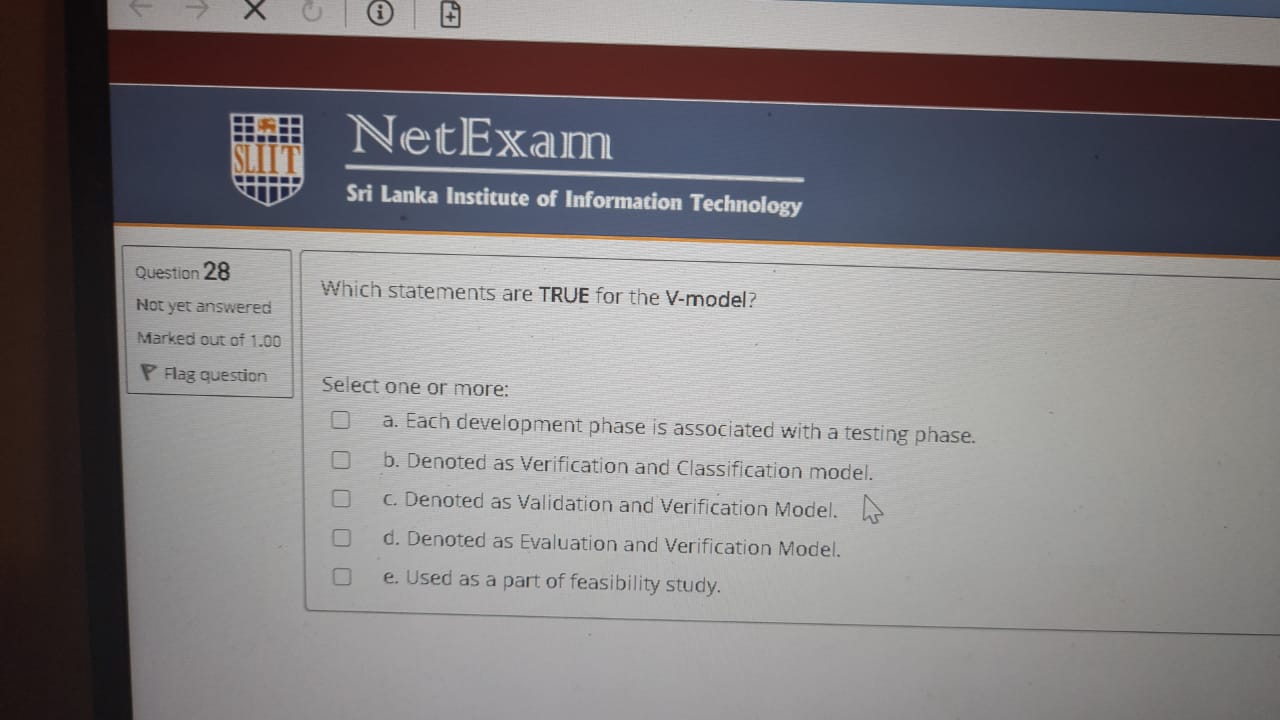 SLIIT
NetExam
Sri Lanka Institute of Information Technology
Question 28
Not yet answered
Marked out of 1.00
Flag question
Which statements are TRUE for the V-model?
Select one or more:
a. Each development phase is associated with a testing phase.
b. Denoted as Verification and Classification model.
c. Denoted as Validation and Verification Model.
d. Denoted as Evaluation and Verification Model.
e. Used as a part of feasibility study.